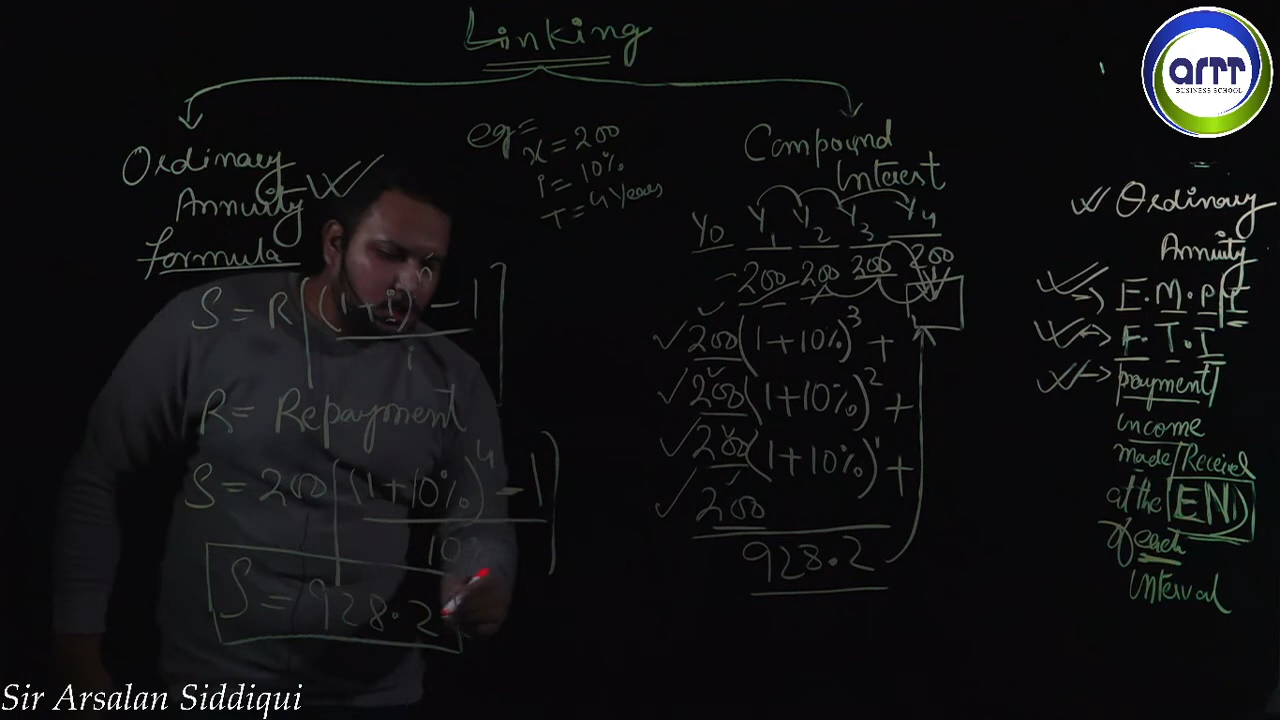 Linking
Ordinary
Annuity
Formula
S = R[(1+i)ⁿ - 1
i]
R = Repayment
S = 200[(1+10%)⁴ - 1
10%]
S = 928.2
eg =
x = 200
i = 10%
T = 4 Years
Compound
Interest
Y0 Y1 Y2 Y3 Y4
- 200 200 200 200
200(1+10%)³ +
200(1+10%)² +
200(1+10%)¹ +
200
928.2
artt
BUSINESS SCHOOL
Ordinary
Annuity
E.M.P.I
F.T.I
payment/
income
made/Received
at the END
of each
Interval
Sir Arsalan Siddiqui